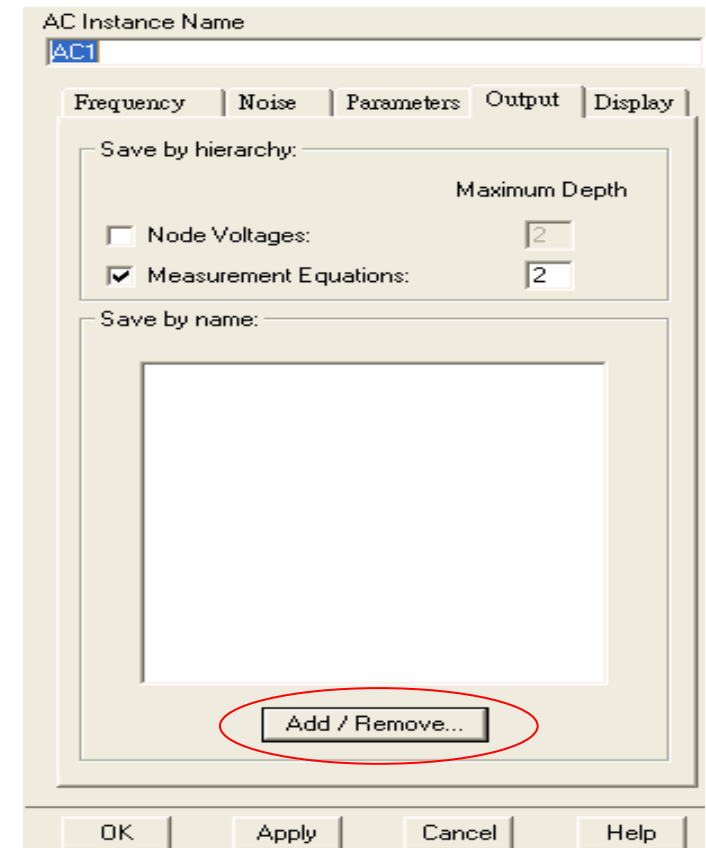 AC Instance Name
AC1
Frequency Noise Parameters Output Display
Save by hierarchy:
Maximum Depth
Node Voltages: 2
Measurement Equations: 2
Save by name:
Add / Remove...
OK Apply Cancel Help